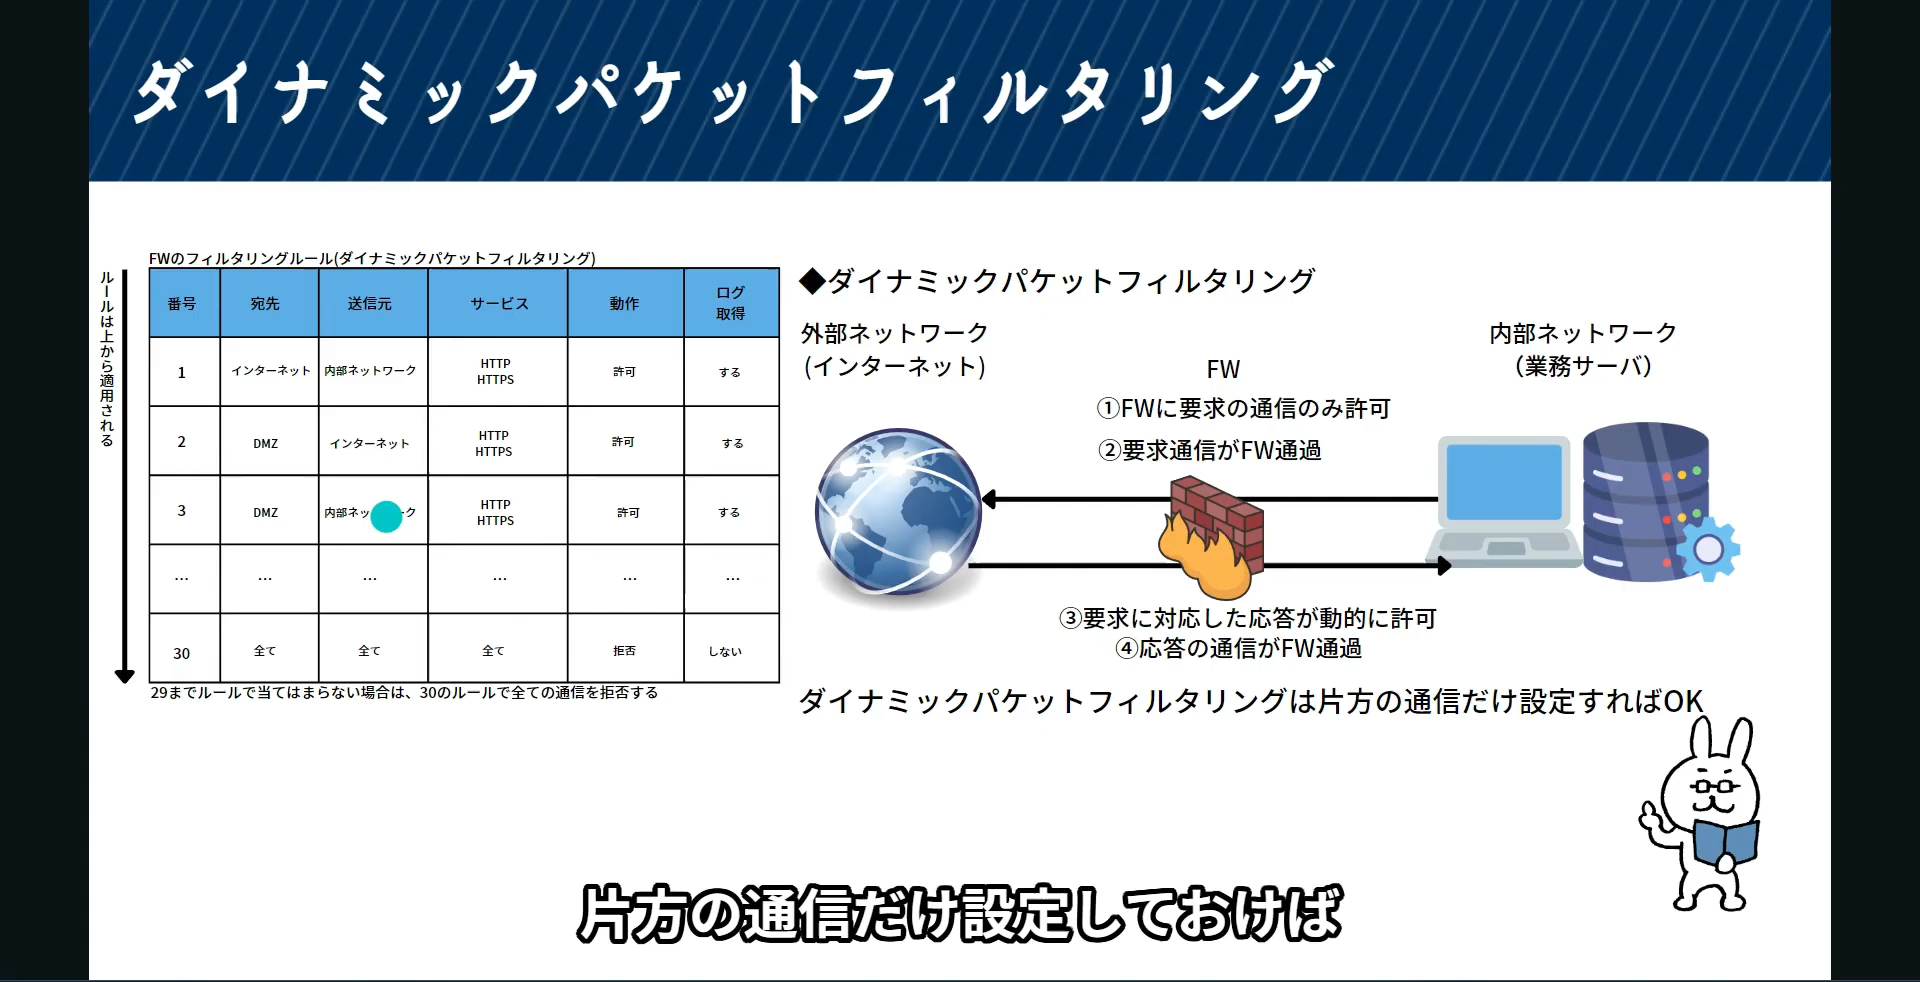 ダイナミックパケットフィルタリング
FWのフィルタリングルール(ダイナミックパケットフィルタリング)
ルールは上から適用される
番号 宛先 送信元 サービス 動作 ログ取得
1 インターネット 内部ネットワーク HTTP HTTPS 許可 する
2 DMZ インターネット HTTP HTTPS 許可 する
3 DMZ 内部ネッ ク HTTP HTTPS 許可 する
… … … … … …
30 全て 全て 全て 拒否 しない
29までルールで当てはまらない場合は、30のルールで全ての通信を拒否する
◆ダイナミックパケットフィルタリング
外部ネットワーク
(インターネット)
FW
内部ネットワーク
（業務サーバ）
①FWに要求の通信のみ許可
②要求通信がFW通過
③要求に対応した応答が動的に許可
④応答の通信がFW通過
ダイナミックパケットフィルタリングは片方の通信だけ設定すればOK
片方の通信だけ設定しておけば